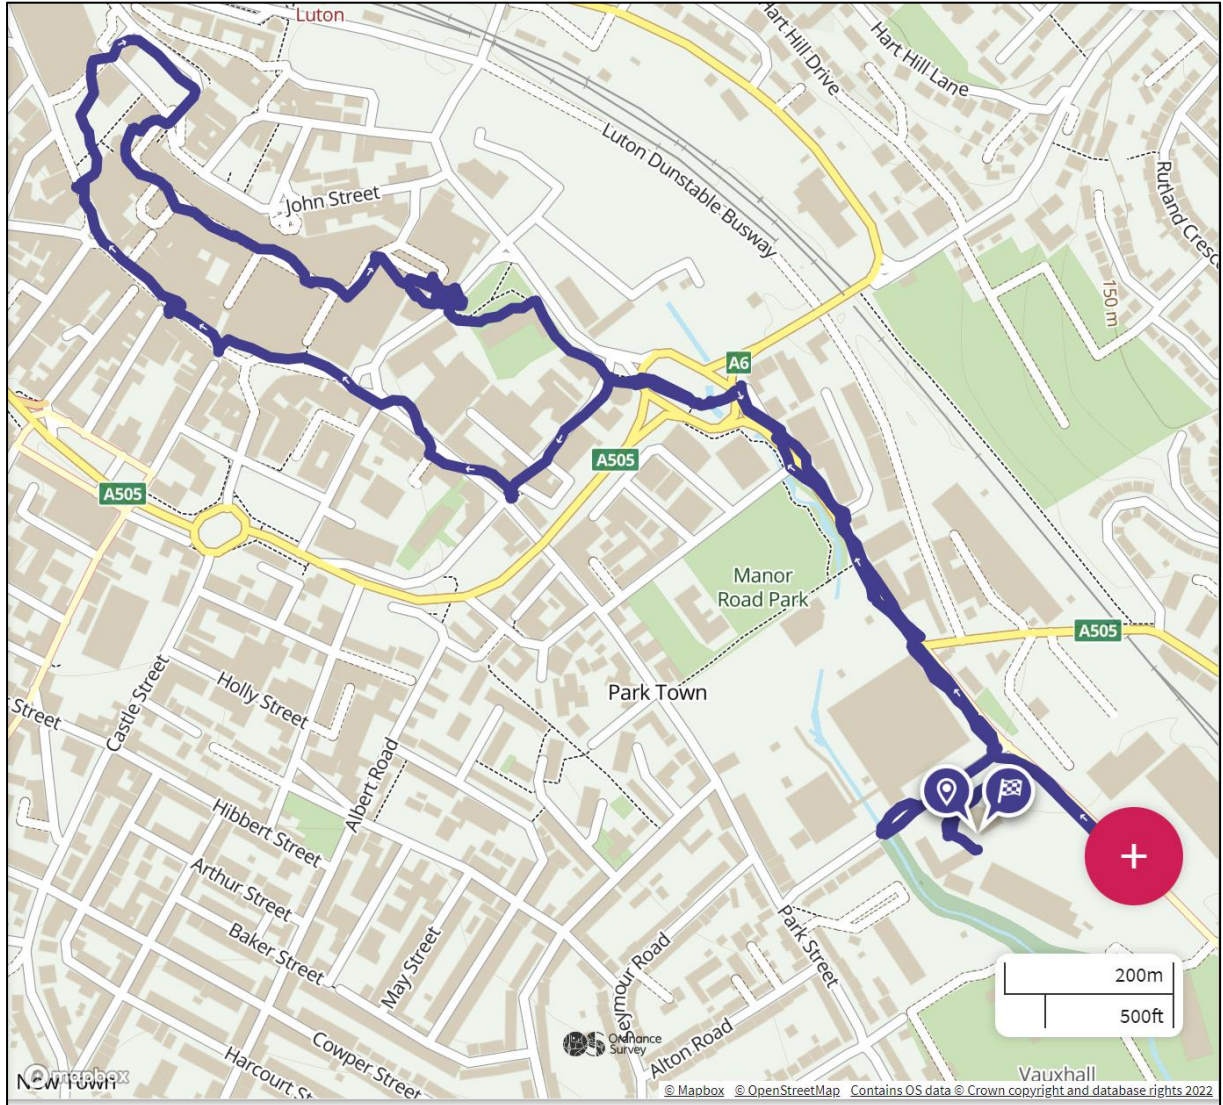 Luton
Hart Hill Drive
Hart Hill Lane
Luton Dunstable Busway
Rutland Cresc
John Street
150 m
A6
A505
A505
Manor
Road Park
A505
Park Town
Holly Street
Castle Street
Street
Albert Road
Hibbert Street
Arthur Street
Baker Street
May Street
Park Street
Seymour Road
+
200m
500ft
OS Ordnance
Survey
Cowper Street
Alton Road
Harcourt St
New Town
mapbox
Vauxhall
© Mapbox © OpenStreetMap Contains OS data © Crown copyright and database rights 2022